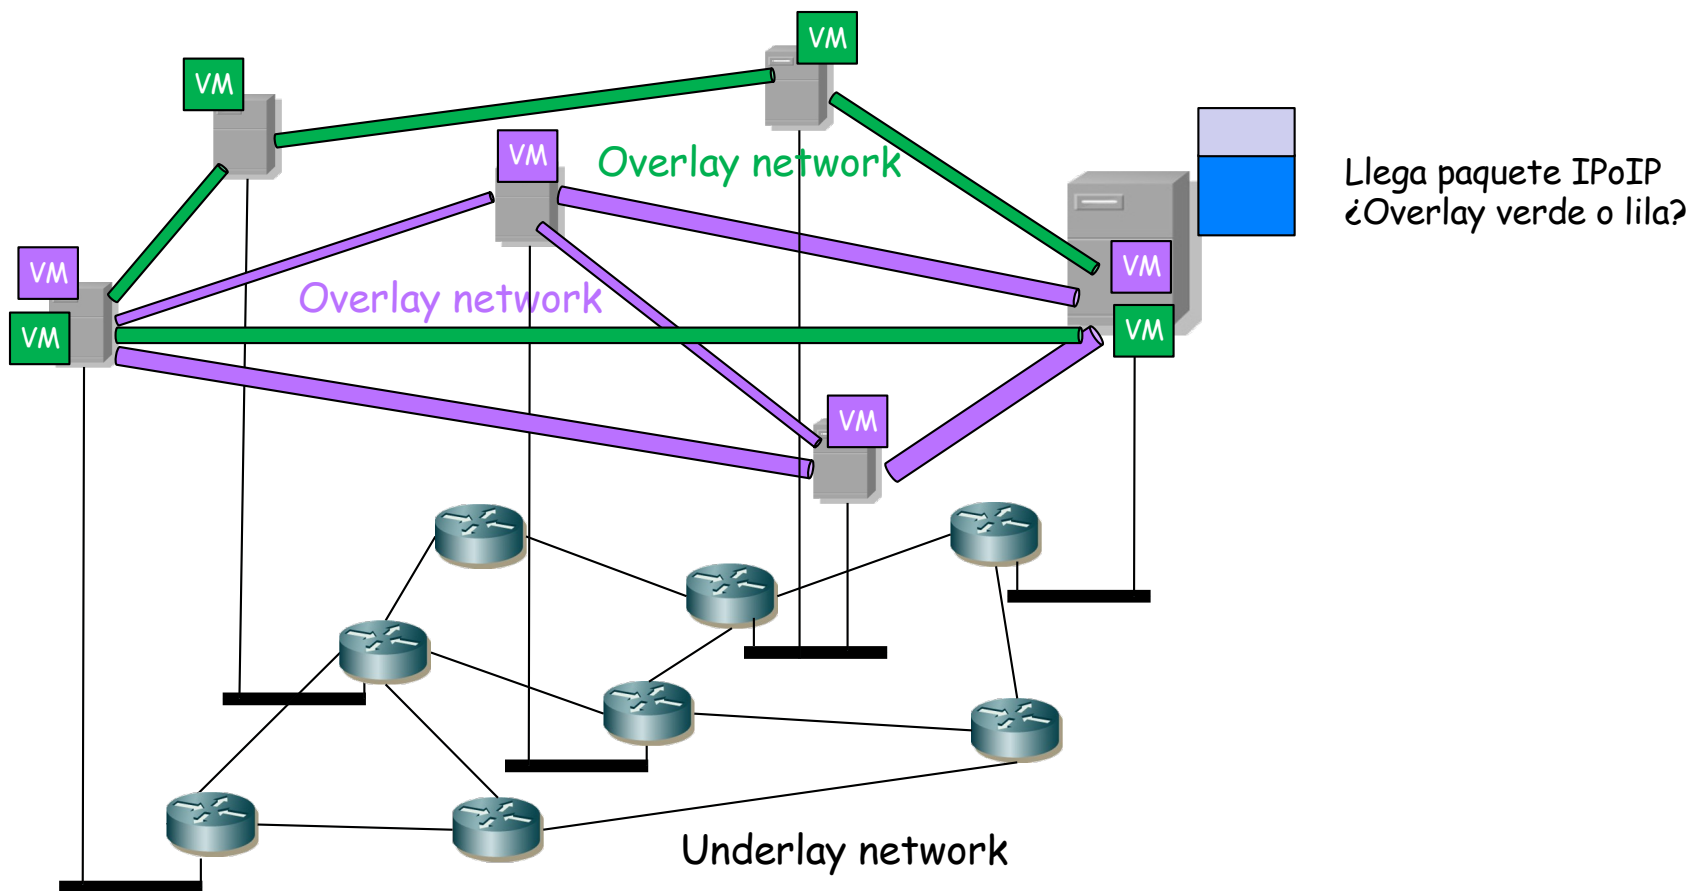 VM
VM
VM
Overlay network
Llega paquete IPoIP
¿Overlay verde o lila?
VM
VM
Overlay network
VM
VM
VM
VM
Underlay network